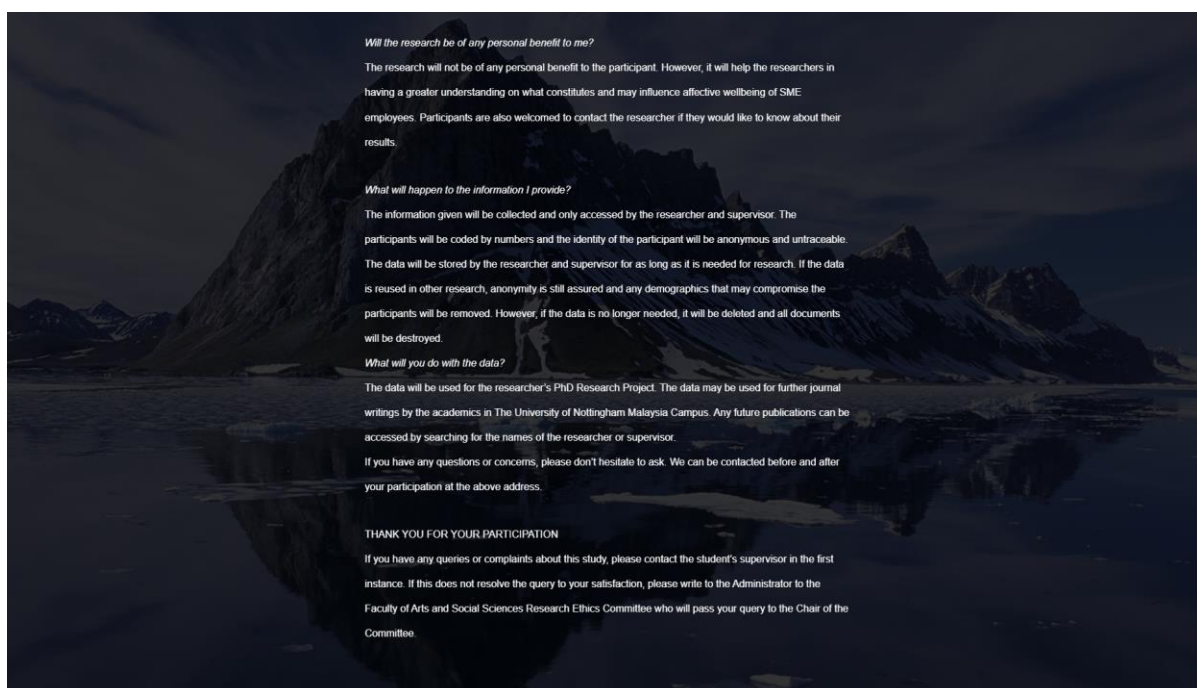 Will the research be of any personal benefit to me?
The research will not be of any personal benefit to the participant. However, it will help the researchers in
having a greater understanding on what constitutes and may influence affective wellbeing of SME
employees. Participants are also welcomed to contact the researcher if they would like to know about their
results.
What will happen to the information I provide?
The information given will be collected and only accessed by the researcher and supervisor. The
participants will be coded by numbers and the identity of the participant will be anonymous and untraceable.
The data will be stored by the researcher and supervisor for as long as it is needed for research. If the data
is reused in other research, anonymity is still assured and any demographics that may compromise the
participants will be removed. However, if the data is no longer needed, it will be deleted and all documents
will be destroyed.
What will you do with the data?
The data will be used for the researcher's PhD Research Project. The data may be used for further journal
writings by the academics in The University of Nottingham Malaysia Campus. Any future publications can be
accessed by searching for the names of the researcher or supervisor.
If you have any questions or concerns, please don't hesitate to ask. We can be contacted before and after
your participation at the above address.
THANK YOU FOR YOUR PARTICIPATION
If you have any queries or complaints about this study, please contact the student's supervisor in the first
instance. If this does not resolve the query to your satisfaction, please write to the Administrator to the
Faculty of Arts and Social Sciences Research Ethics Committee who will pass your query to the Chair of the
Committee.